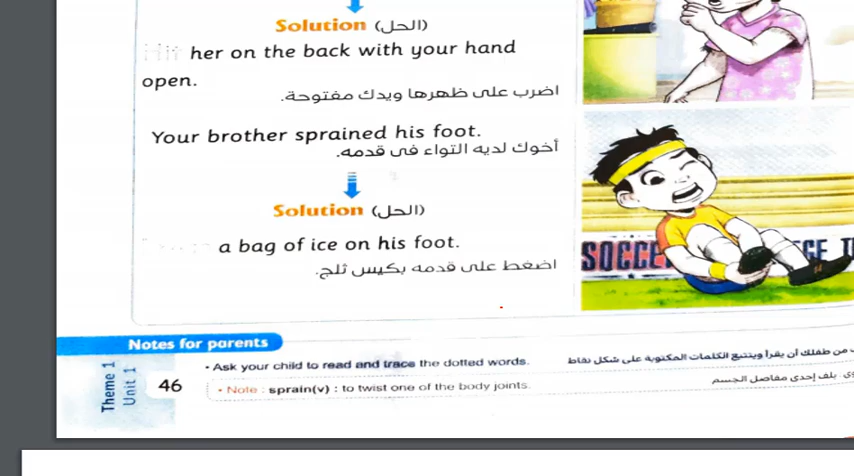 Solution (الحل)
Hit her on the back with your hand
open.
اضرب على ظهرها ويدك مفتوحة.
Your brother sprained his foot.
أخوك لديه التواء فى قدمه.
Solution (الحل)
a bag of ice on his foot.
اضغط على قدمه بكيس ثلج.
SOCCE
Notes for parents
• Ask your child to read and trace the dotted words.
من طفلك أن يقرأ ويتتبع الكلمات المكتوبة على شكل نقاط
• Note : sprain(v) : to twist one of the body joints.
يلف إحدى مفاصل الجسم
Theme 1
Unit 1
46